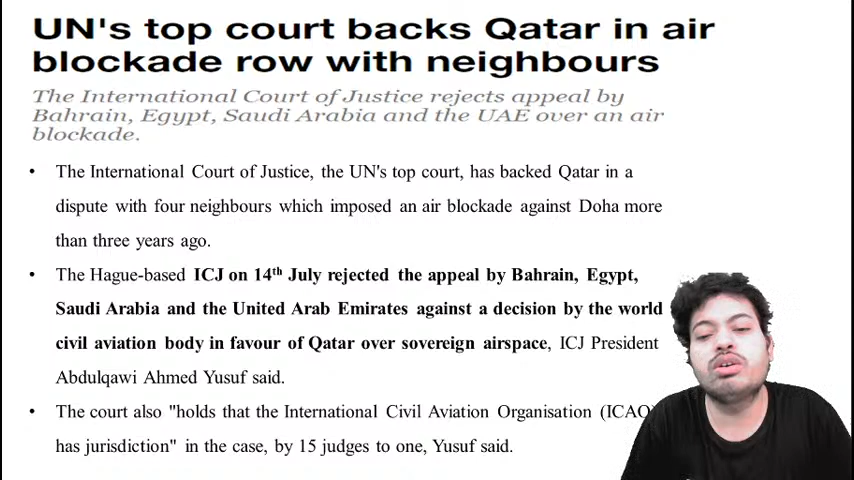 UN's top court backs Qatar in air
blockade row with neighbours
The International Court of Justice rejects appeal by
Bahrain, Egypt, Saudi Arabia and the UAE over an air
blockade.
• The International Court of Justice, the UN's top court, has backed Qatar in a
dispute with four neighbours which imposed an air blockade against Doha more
than three years ago.
• The Hague-based ICJ on 14th July rejected the appeal by Bahrain, Egypt,
Saudi Arabia and the United Arab Emirates against a decision by the world
civil aviation body in favour of Qatar over sovereign airspace, ICJ President
Abdulqawi Ahmed Yusuf said.
• The court also "holds that the International Civil Aviation Organisation (ICAO)
has jurisdiction" in the case, by 15 judges to one, Yusuf said.